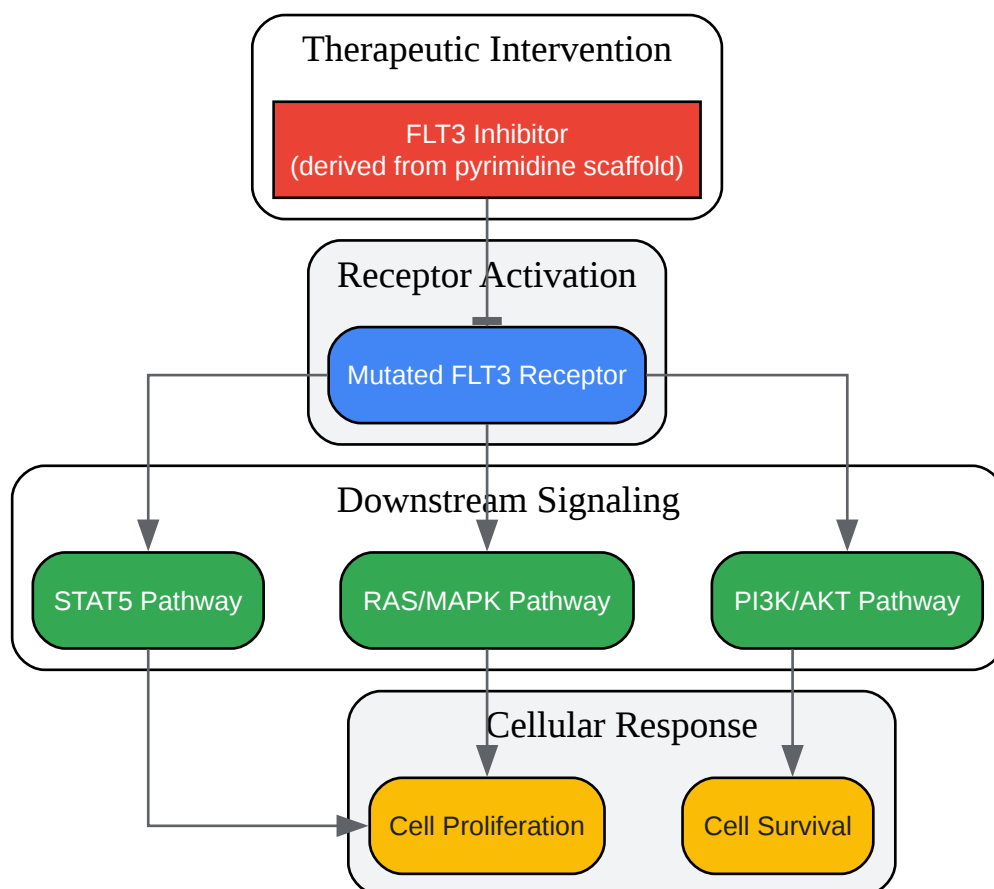 Therapeutic Intervention
FLT3 Inhibitor
(derived from pyrimidine scaffold)
Receptor Activation
Mutated FLT3 Receptor
Downstream Signaling
STAT5 Pathway
RAS/MAPK Pathway
PI3K/AKT Pathway
Cellular Response
Cell Proliferation
Cell Survival